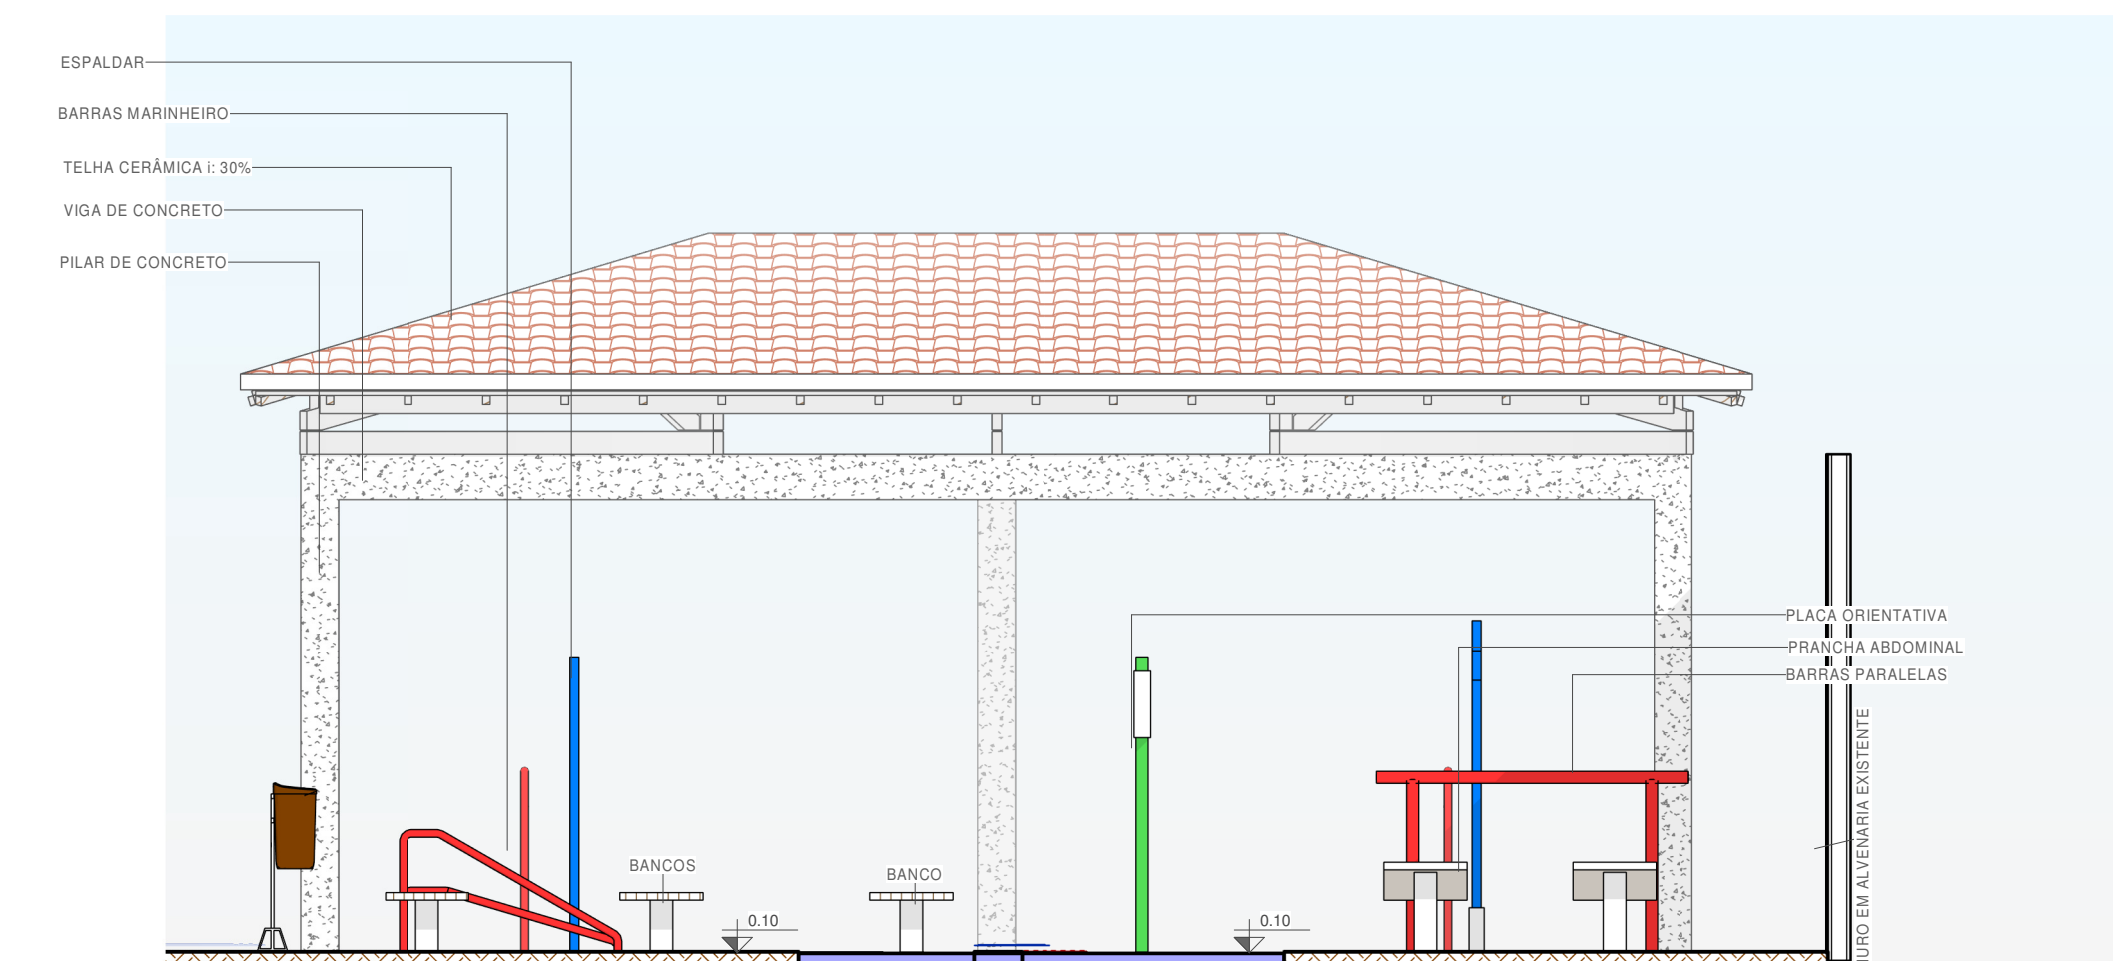 ESPALDAR
BARRAS MARINHEIRO
TELHA CERÂMICA i: 30%
VIGA DE CONCRETO
PILAR DE CONCRETO
PLACA ORIENTATIVA
PRANCHA ABDOMINAL
BARRAS PARALELAS
BANCOS
BANCO
0.10
0.10
EM ALVENARIA EXISTENTE